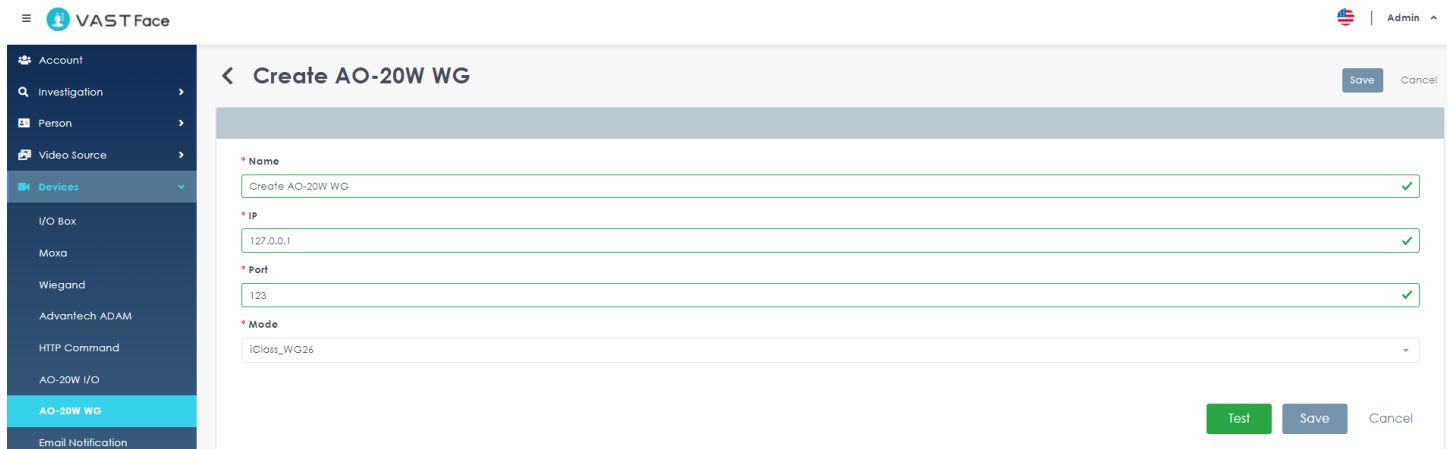 VAST Face
Admin
Account
Investigation
Person
Video Source
Devices
I/O Box
Moxa
Wiegand
Advantech ADAM
HTTP Command
AO-20W I/O
AO-20W WG
Email Notification
Create AO-20W WG
Save Cancel
* Name
Create AO-20W WG
* IP
127.0.0.1
* Port
123
* Mode
iClass_WG26
Test Save Cancel